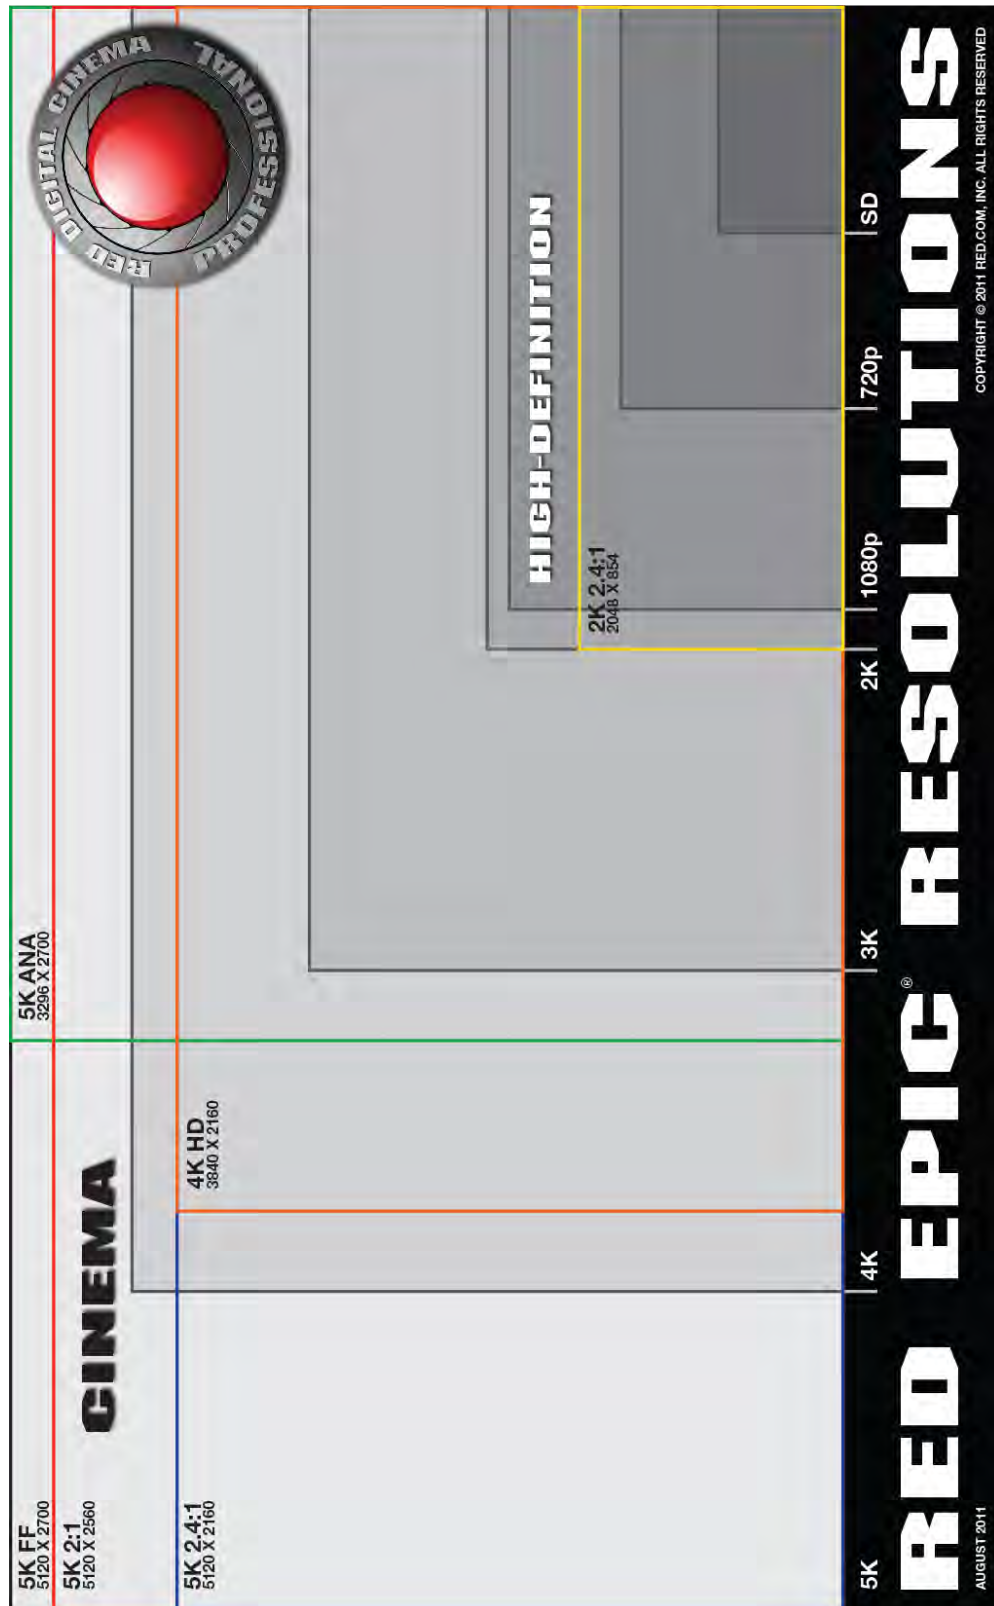 5K FF
5120 X 2700
5K 2:1
5120 X 2560
5K 2.4:1
5120 X 2160
CINEMA
4K HD
3840 X 2160
5K ANA
3296 X 2700
2K 2.4:1
2048 X 854
HIGH-DEFINITION
RED DIGITAL CINEMA
PROFESSIONAL
5K
4K
3K
2K
1080p
720p
SD
RED EPIC® RESOLUTIONS
AUGUST 2011
COPYRIGHT © 2011 RED.COM, INC. ALL RIGHTS RESERVED